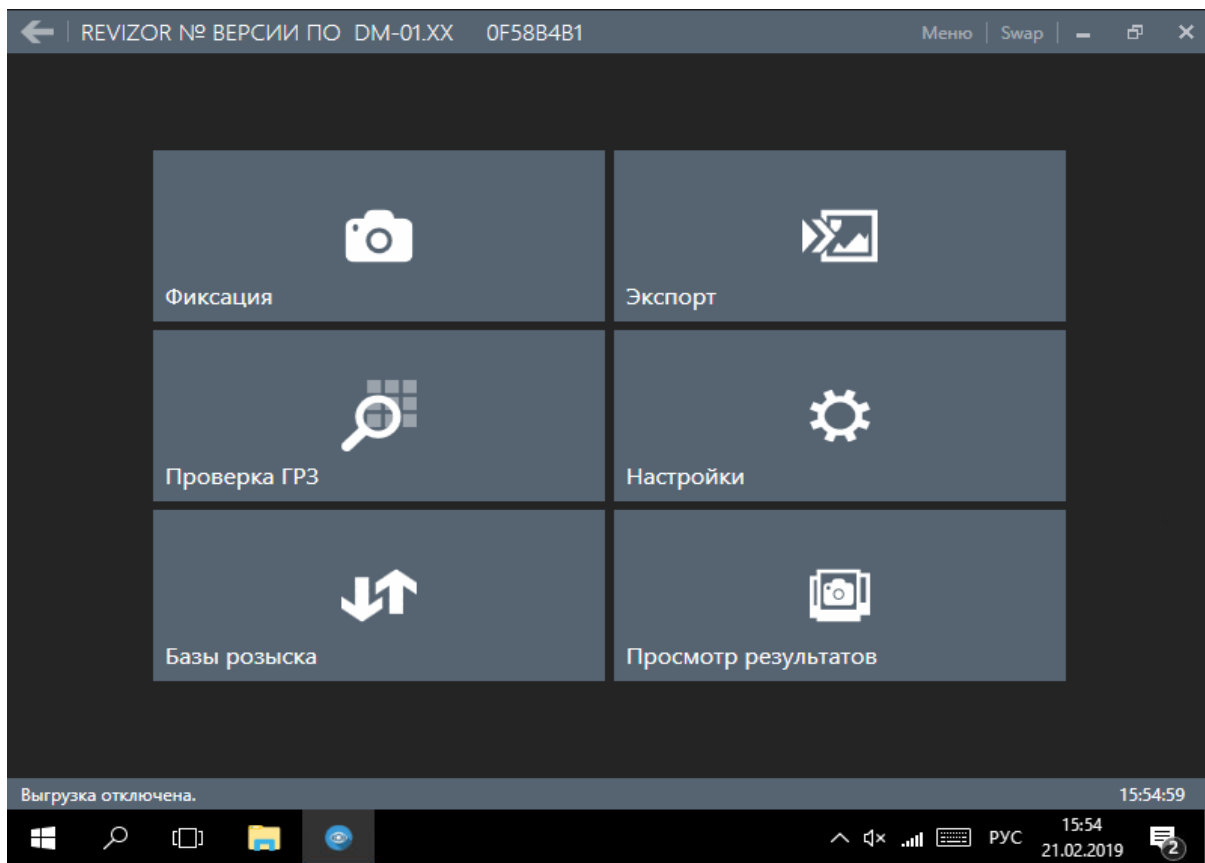 REVIZOR № ВЕРСИИ ПО DM-01.XX 0F58B4B1 Меню Swap
Фиксация
Экспорт
Проверка ГРЗ
Настройки
Базы розыска
Просмотр результатов
Выгрузка отключена. 15:54:59
РУС
15:54
21.02.2019
2